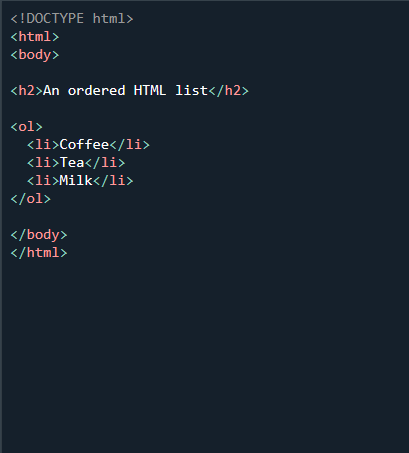 <!DOCTYPE html>
<html>
<body>
<h2>An ordered HTML list</h2>
<ol>
  <li>Coffee</li>
  <li>Tea</li>
  <li>Milk</li>
</ol>
</body>
</html>